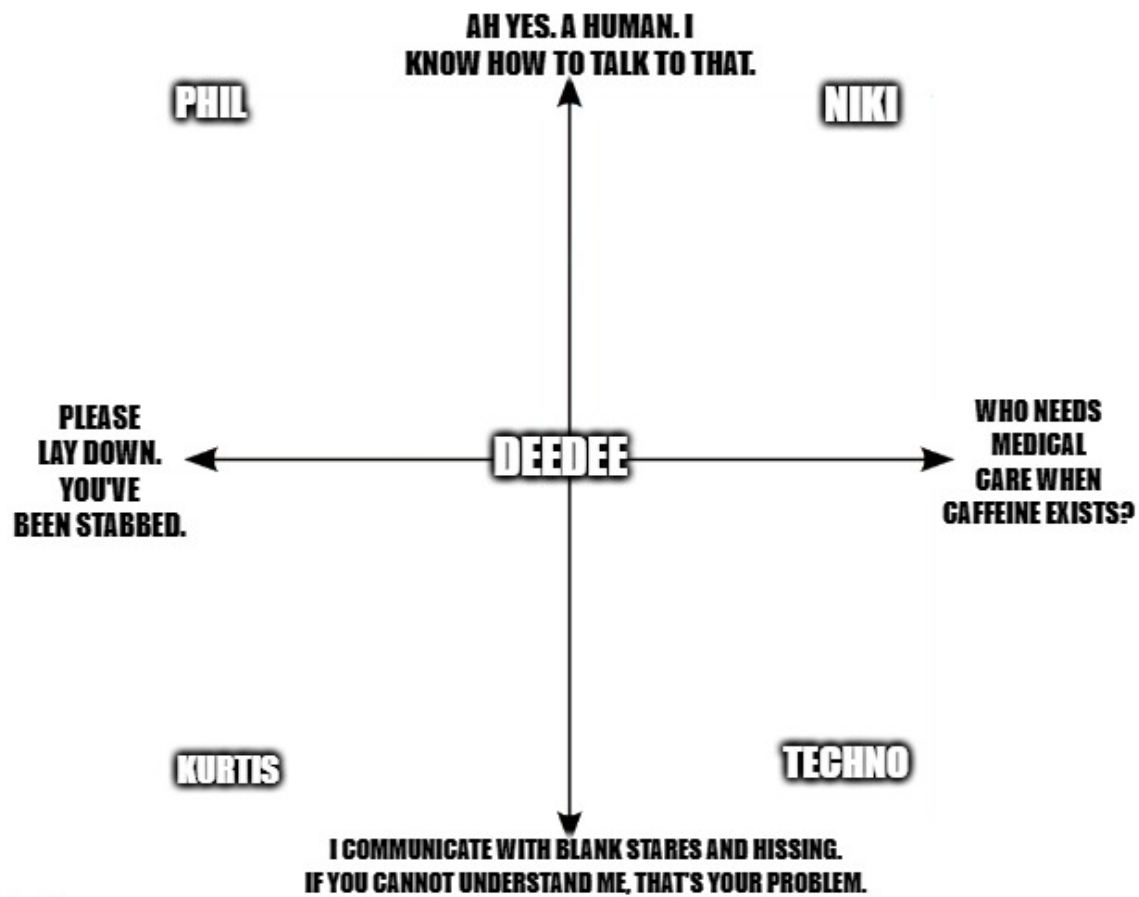 AH YES. A HUMAN. I
KNOW HOW TO TALK TO THAT.
PHIL
NIKI
PLEASE
LAY DOWN.
YOU'VE
BEEN STABBED.
DEEDEE
WHO NEEDS
MEDICAL
CARE WHEN
CAFFEINE EXISTS?
KURTIS
TECHNO
I COMMUNICATE WITH BLANK STARES AND HISSING.
IF YOU CANNOT UNDERSTAND ME, THAT'S YOUR PROBLEM.